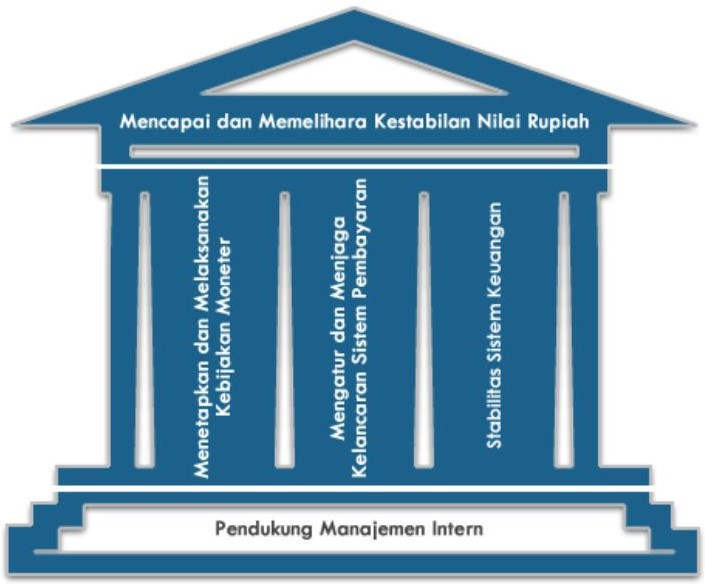 Mencapai dan Memelihara Kestabilan Nilai Rupiah
Menetapkan dan Melaksanakan
Kebijakan Moneter
Mengatur dan Menjaga
Kelancaran Sistem Pembayaran
Stabilitas Sistem Keuangan
Pendukung Manajemen Intern